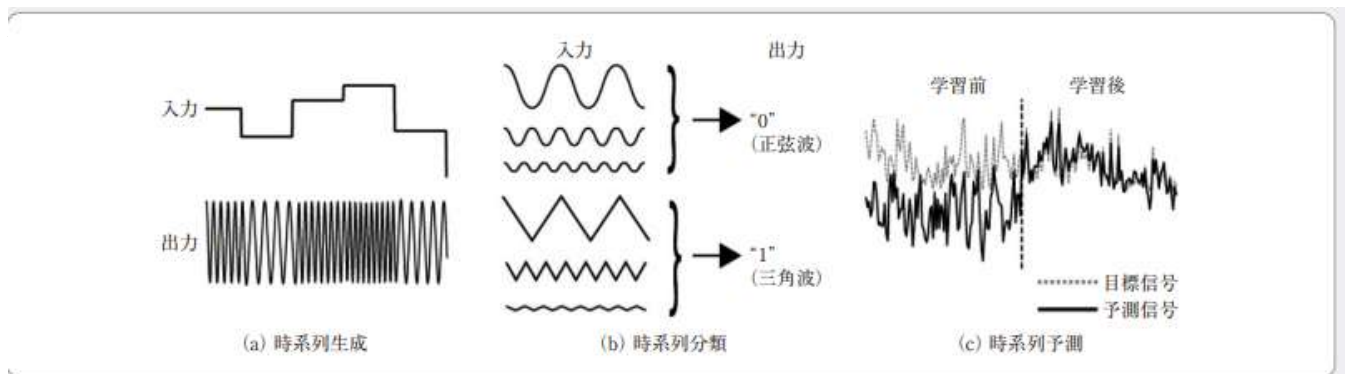 入力
出力
(a) 時系列生成
入力
出力
“0”
(正弦波)
“1”
(三角波)
(b) 時系列分類
学習前
学習後
目標信号
予測信号
(c) 時系列予測